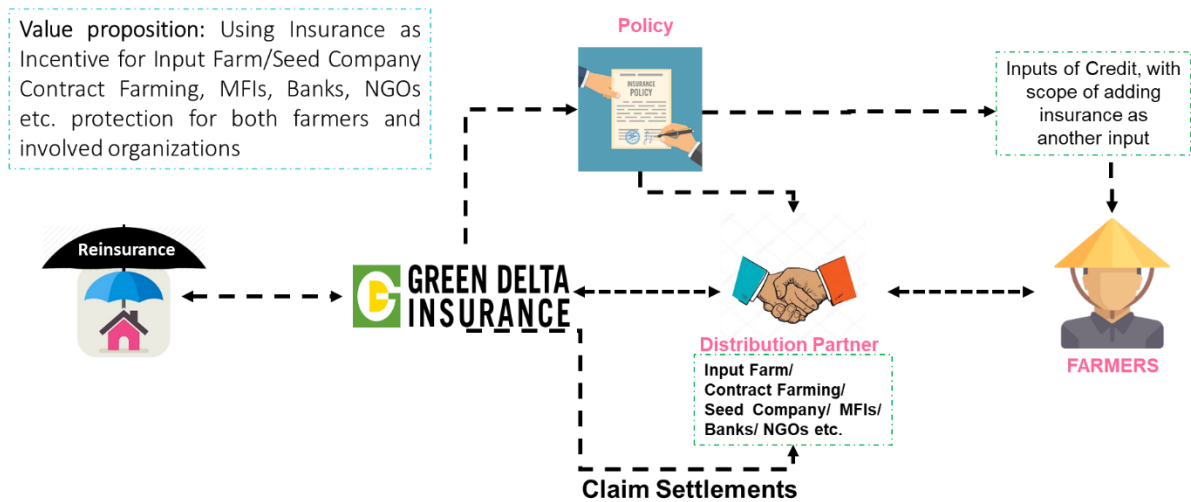 Value proposition: Using Insurance as
Incentive for Input Farm/Seed Company
Contract Farming, MFIs, Banks, NGOs
etc. protection for both farmers and
involved organizations
Policy
INSURANCE
POLICY
Inputs of Credit, with
scope of adding
insurance as
another input
Reinsurance
GREEN DELTA
INSURANCE
Distribution Partner
Input Farm/
Contract Farming/
Seed Company/ MFIs/
Banks/ NGOs etc.
FARMERS
Claim Settlements